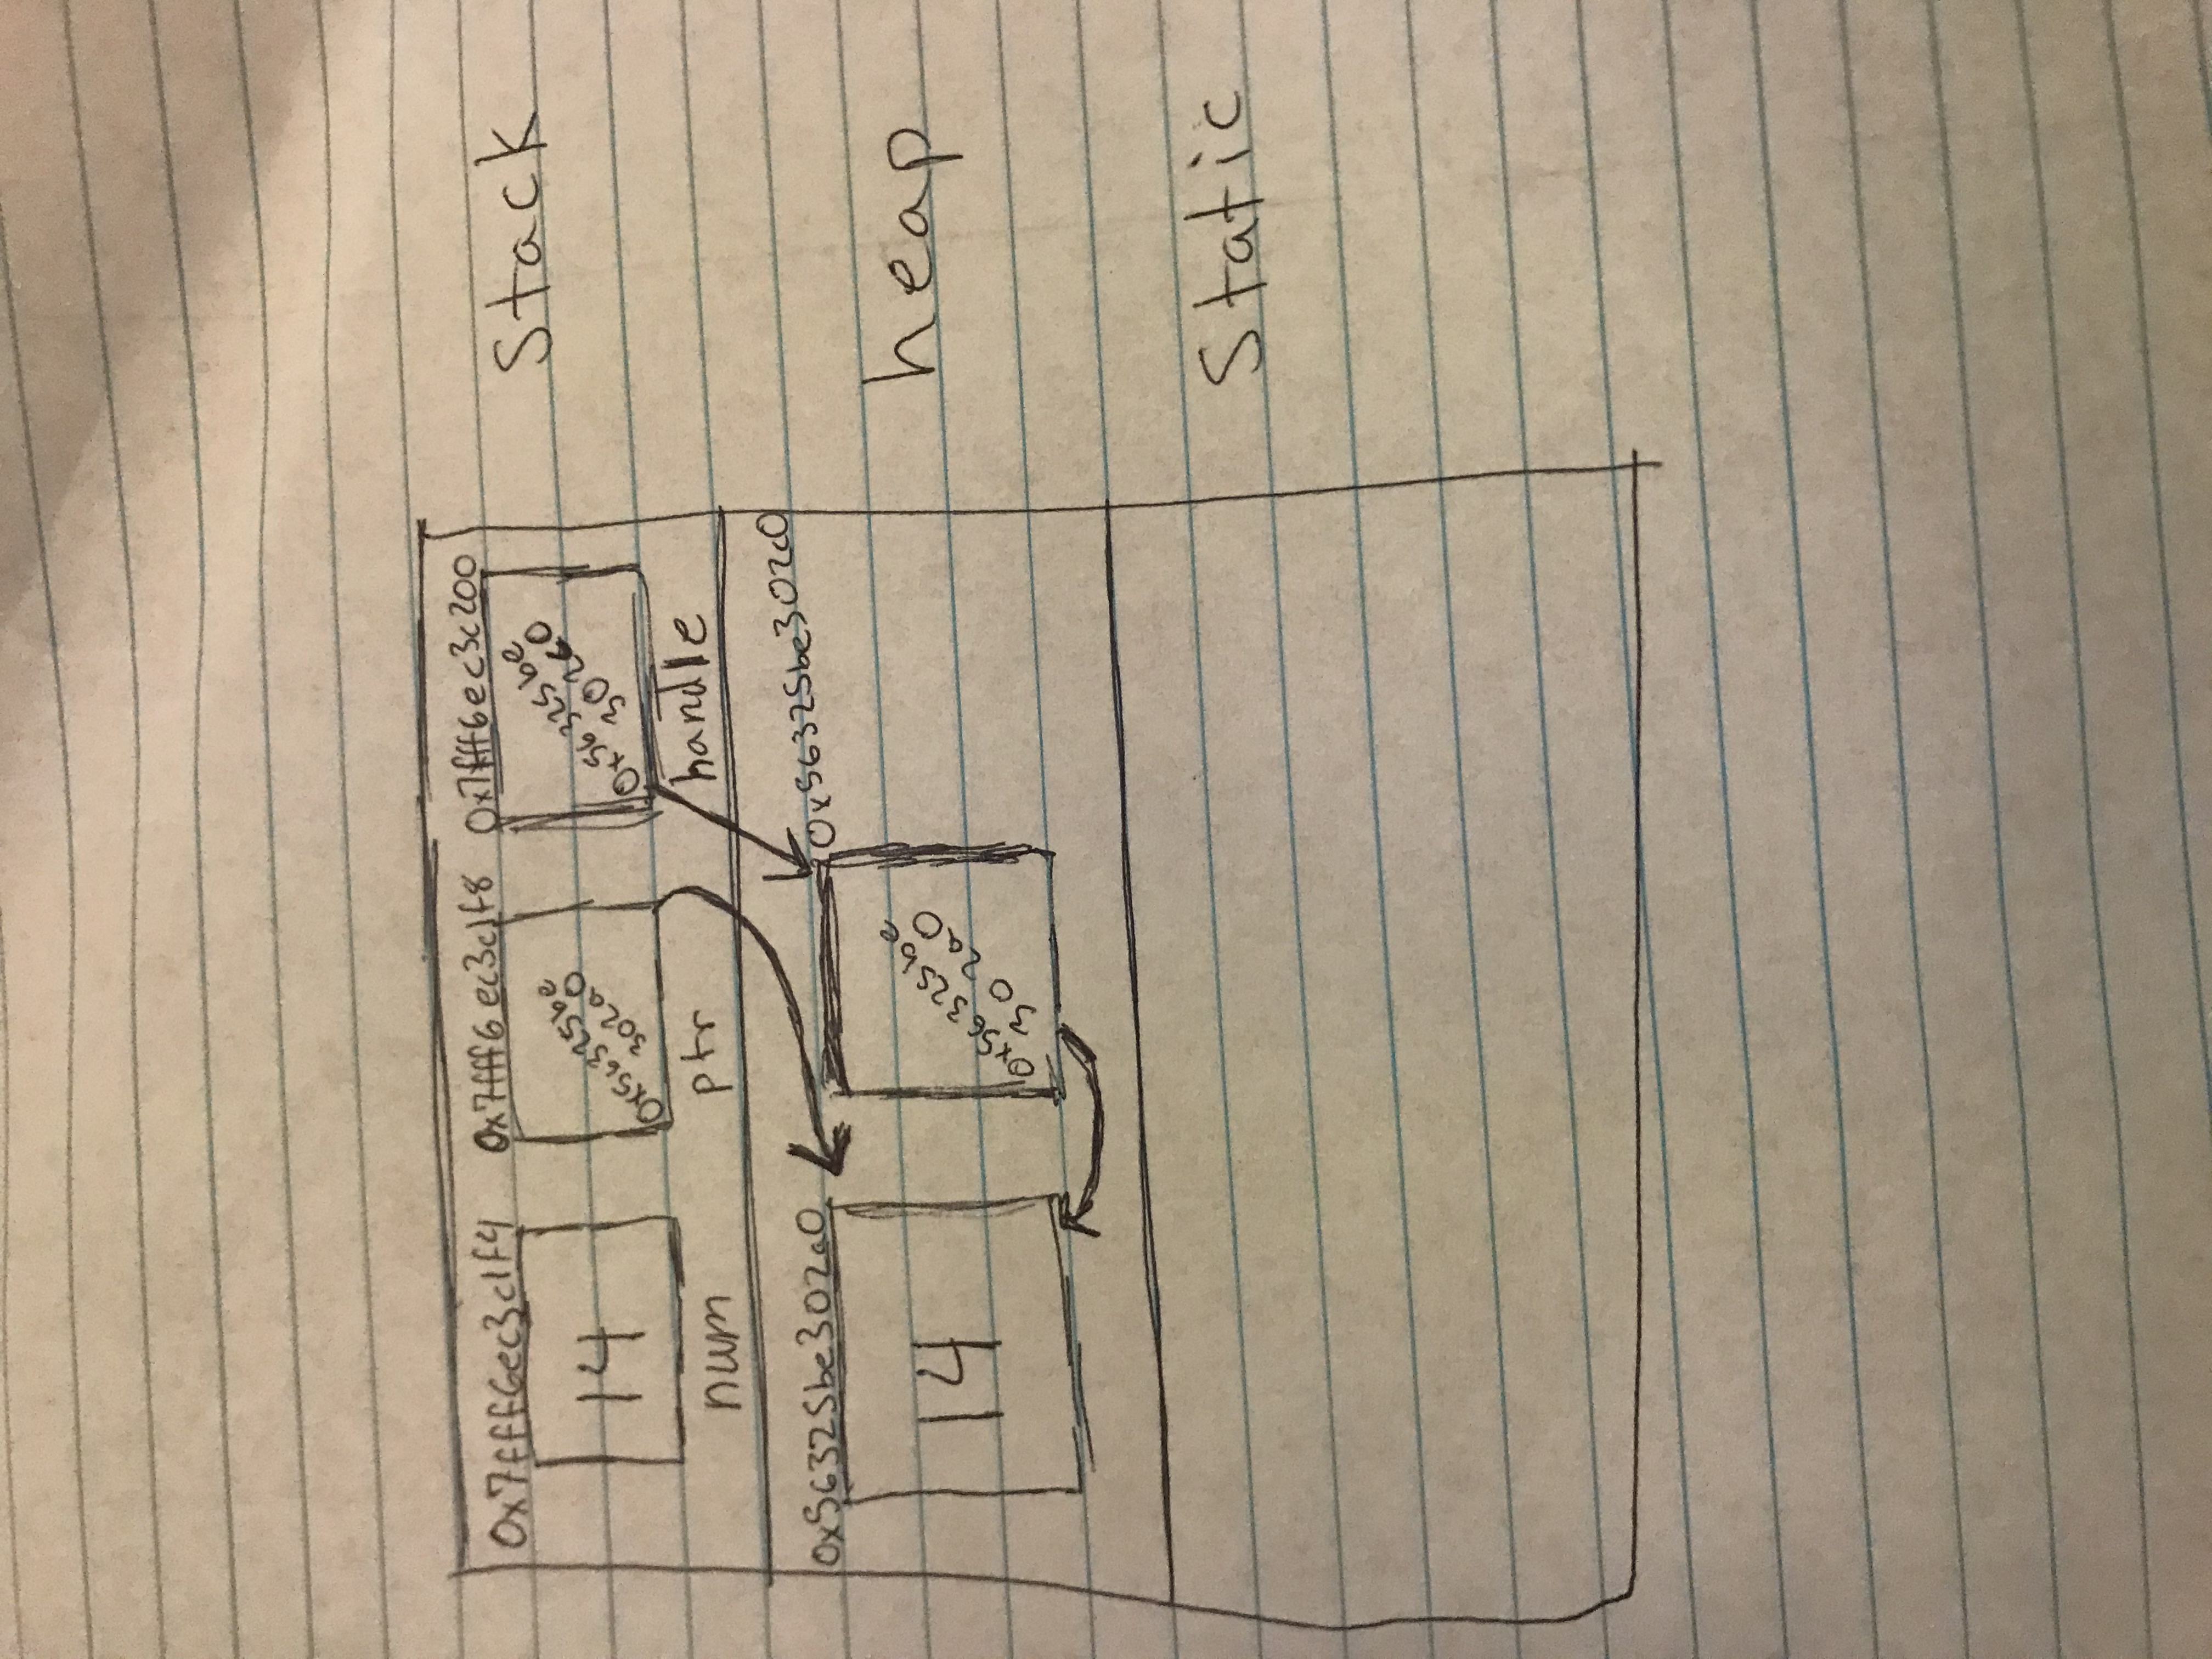 0x7fff6ec3c1f4 0x7fff6ec3c1f8 0x7fff6ec3c200
14
0x56325be
302a0
0x56325be
302c0
Stack
num
ptr
handle
0x56325be302a0
0x56325be302c0
14
0x56325be
302a0
heap
Static